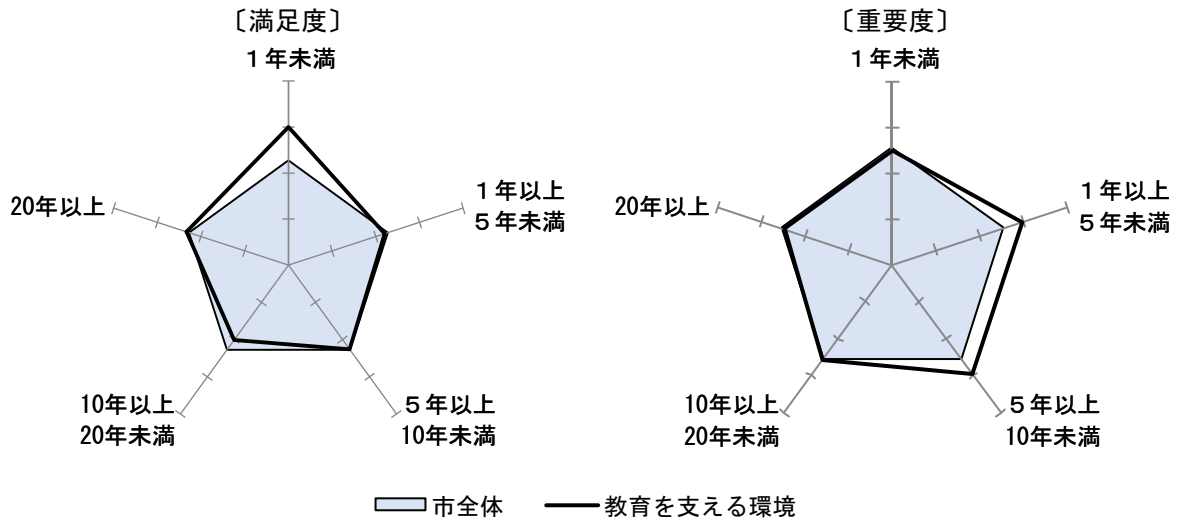 〔満足度〕
１年未満
１年以上
５年未満
５年以上
10年未満
10年以上
20年未満
20年以上
〔重要度〕
１年未満
１年以上
５年未満
５年以上
10年未満
10年以上
20年未満
20年以上
市全体
教育を支える環境